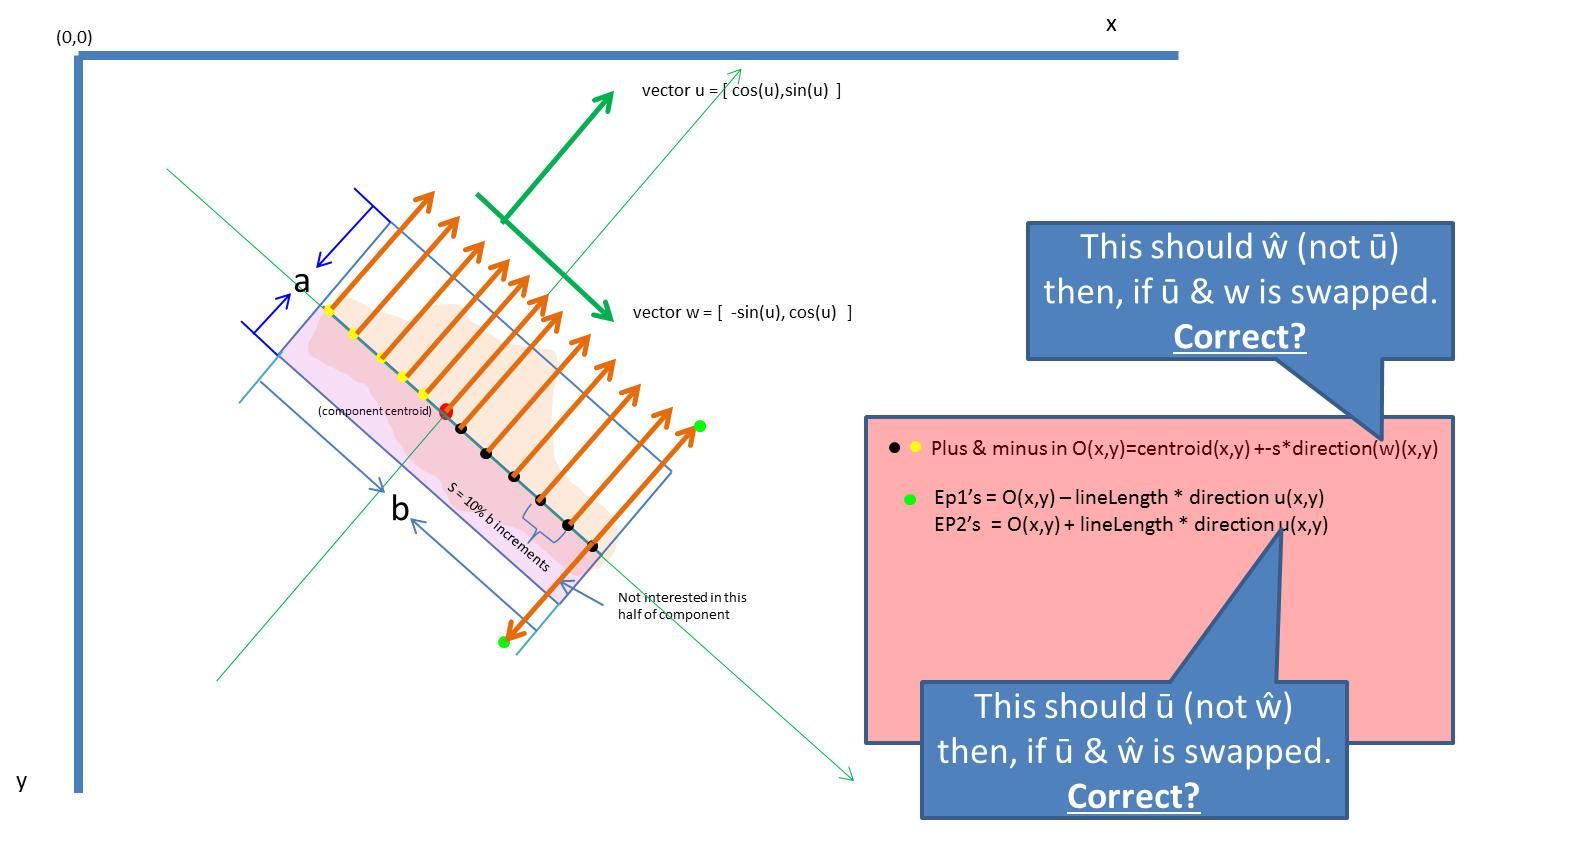 x
(0,0)
vector u = [ cos(u),sin(u) ]
This should ŵ (not ū)
then, if ū & w is swapped.
Correct?
a
vector w = [ -sin(u), cos(u) ]
(component centroid)
Plus & minus in O(x,y)=centroid(x,y) +-s*direction(w)(x,y)
b
S = 10% b increments
Ep1’s = O(x,y) – lineLength * direction u(x,y)
EP2’s = O(x,y) + lineLength * direction u(x,y)
Not interested in this
half of component
This should ū (not ŵ)
then, if ū & ŵ is swapped.
Correct?
y